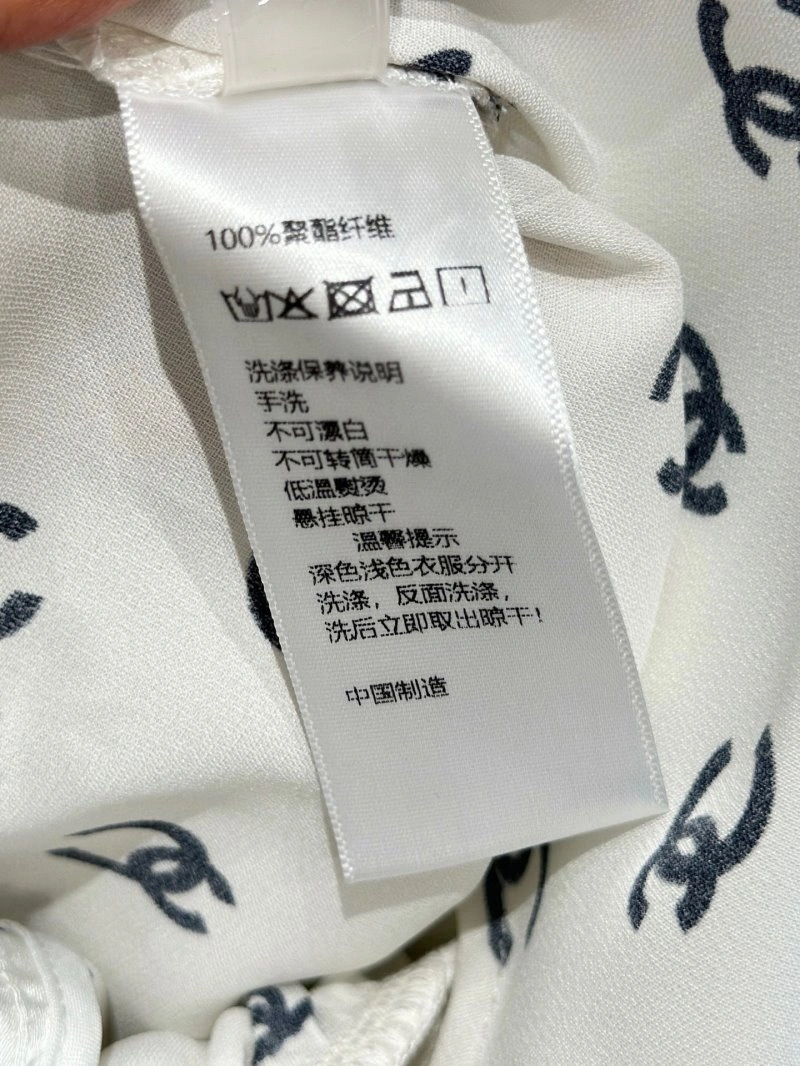 100%聚酯纤维
洗涤保养说明
手洗
不可漂白
不可转筒干燥
低温熨烫
悬挂晾干
温馨提示
深色浅色衣服分开
洗涤，反面洗涤，
洗后立即取出晾干！
中国制造